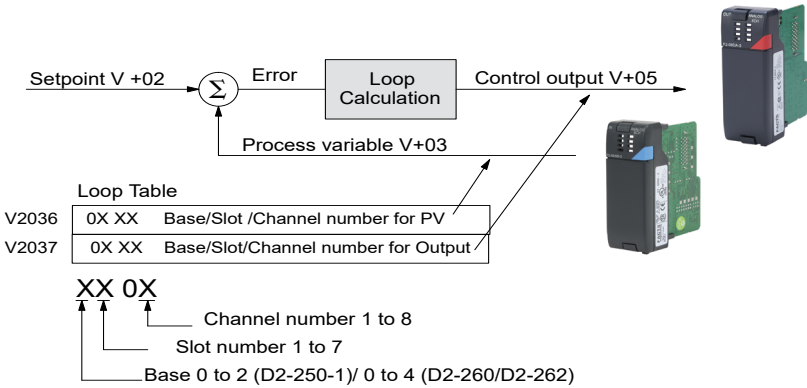 Setpoint V +02
Error
Loop
Calculation
Control output V+05
Process variable V+03
Loop Table
V2036 0X XX Base/Slot /Channel number for PV
V2037 0X XX Base/Slot/Channel number for Output
XX 0X
Channel number 1 to 8
Slot number 1 to 7
Base 0 to 2 (D2-250-1)/ 0 to 4 (D2-260/D2-262)
Σ
OUT ANALOG